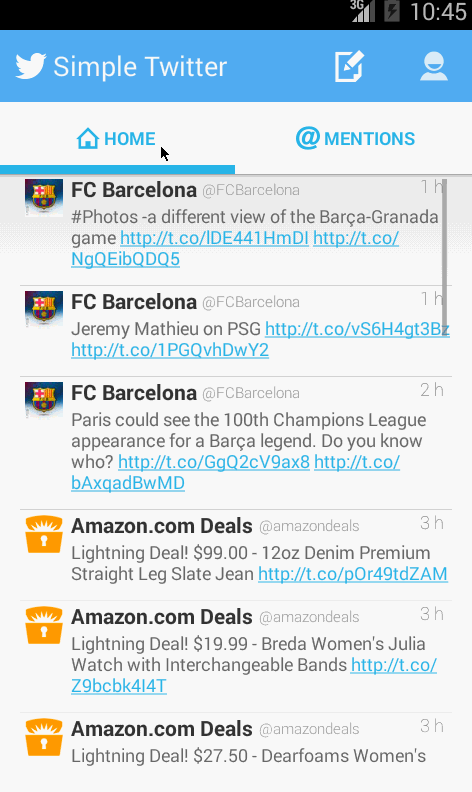 3G 10:45
Simple Twitter
HOME @ MENTIONS
FC Barcelona @FCBarcelona 1 h
#Photos -a different view of the Barça-Granada
game http://t.co/lDE441HmDI http://t.co/
NgQEibQDQ5
FC Barcelona @FCBarcelona 1 h
Jeremy Mathieu on PSG http://t.co/vS6H4gt3Bz
http://t.co/1PGQvhDwY2
FC Barcelona @FCBarcelona 2 h
Paris could see the 100th Champions League
appearance for a Barça legend. Do you know
who? http://t.co/GgQ2cV9ax8 http://t.co/
bAxqadBwMD
Amazon.com Deals @amazondeals 3 h
Lightning Deal! $99.00 - 12oz Denim Premium
Straight Leg Slate Jean http://t.co/pOr49tdZAM
Amazon.com Deals @amazondeals 3 h
Lightning Deal! $19.99 - Breda Women's Julia
Watch with Interchangeable Bands http://t.co/
Z9bcbk4I4T
Amazon.com Deals @amazondeals 3 h
Lightning Deal! $27.50 - Dearfoams Women's